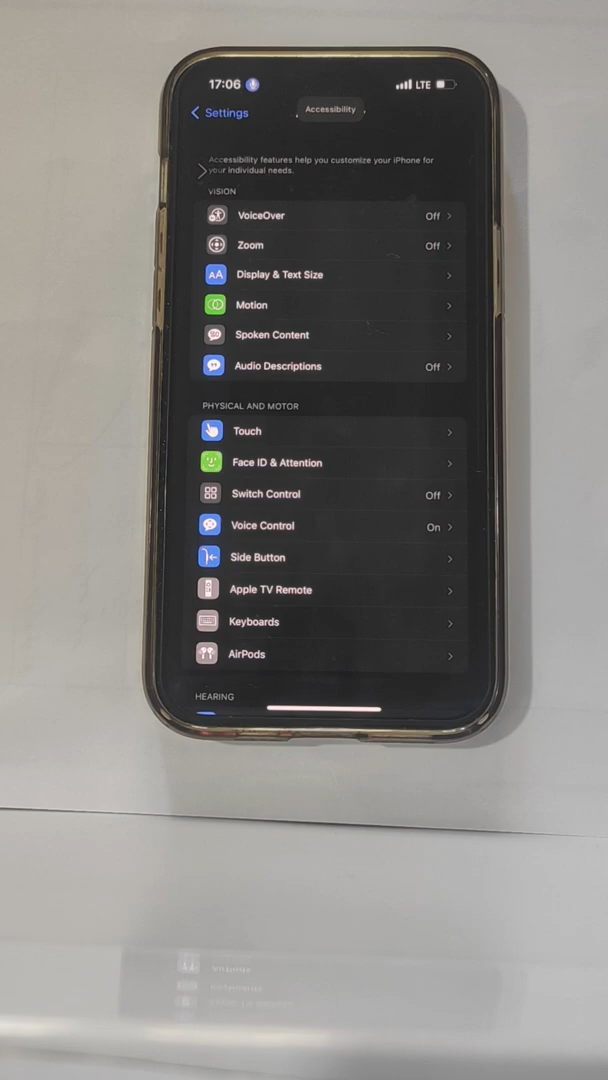 17:06 LTE
Settings Accessibility
Accessibility features help you customize your iPhone for
your individual needs.
VISION
VoiceOver Off
Zoom Off
AA Display & Text Size
Motion
Spoken Content
Audio Descriptions Off
PHYSICAL AND MOTOR
Touch
Face ID & Attention
Switch Control Off
Voice Control On
Side Button
Apple TV Remote
Keyboards
AirPods
HEARING